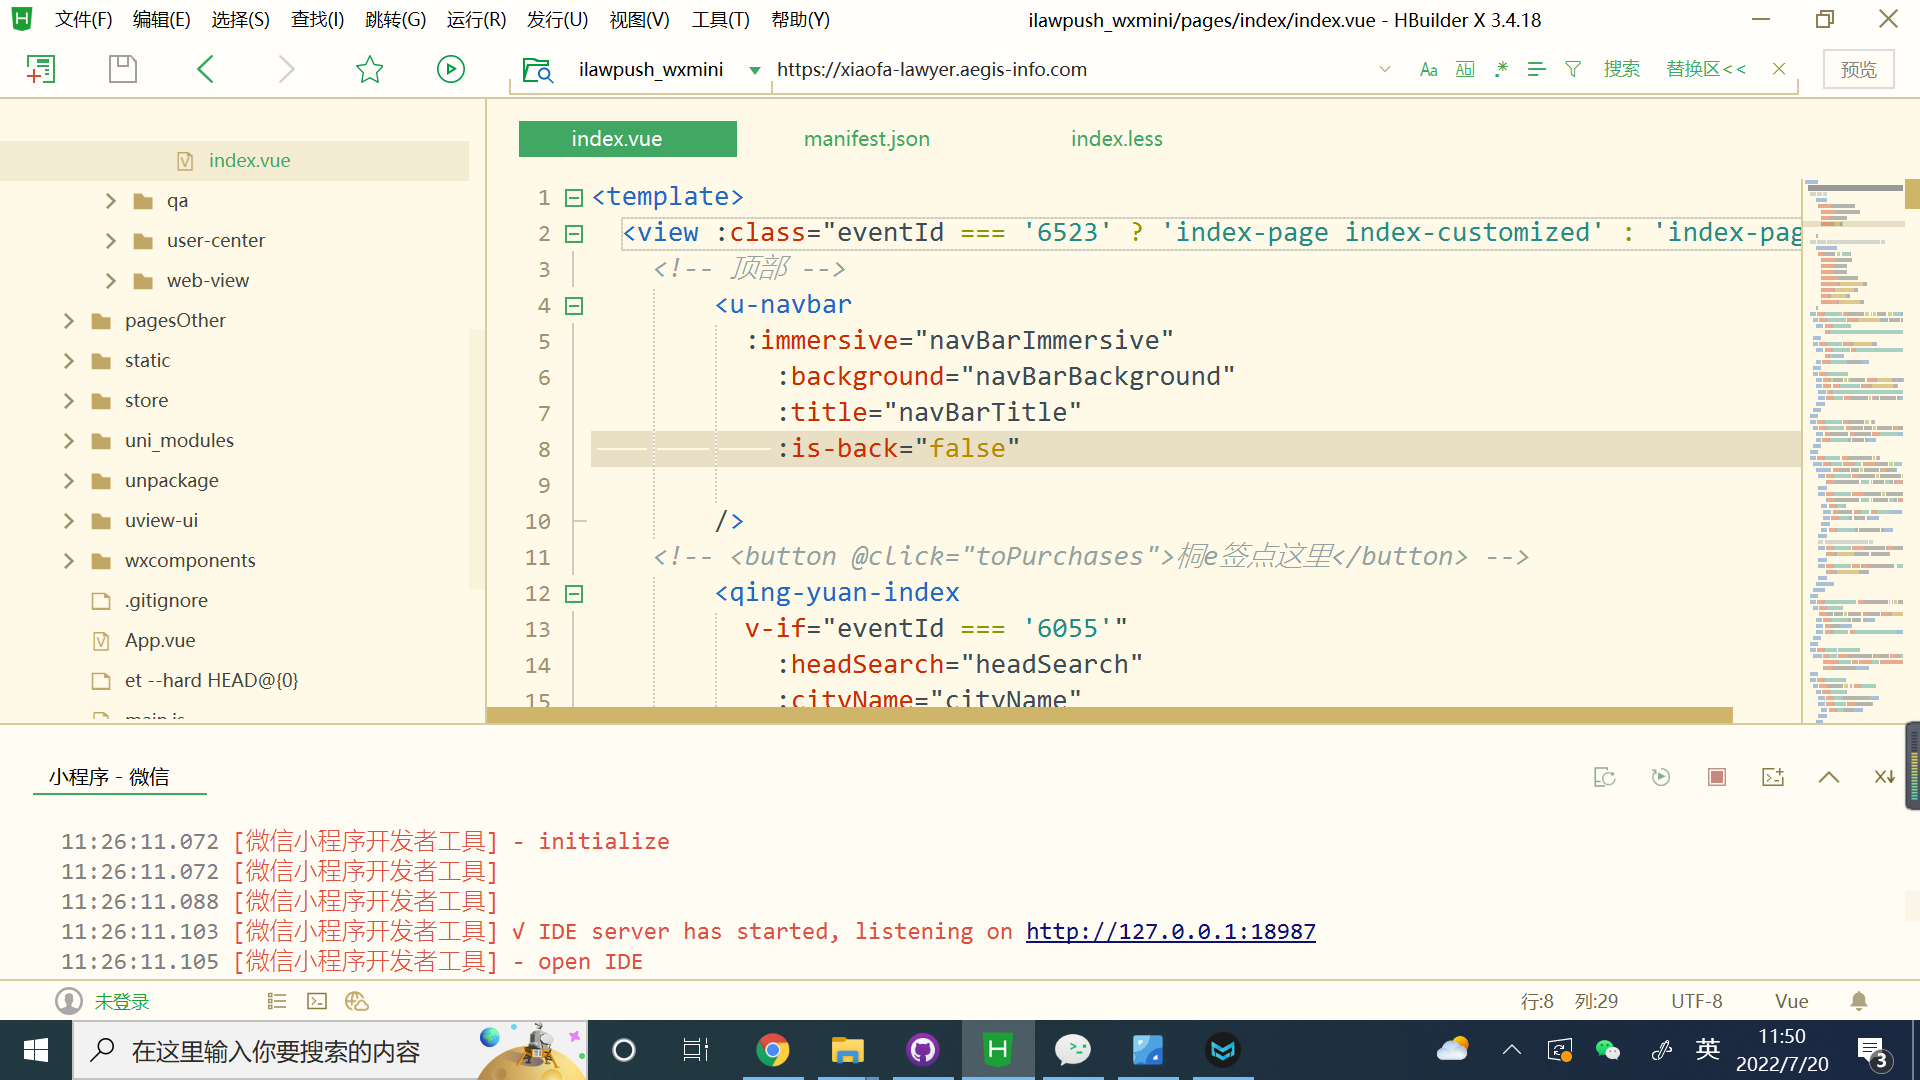 文件(F) 编辑(E) 选择(S) 查找(I) 跳转(G) 运行(R) 发行(U) 视图(V) 工具(T) 帮助(Y) ilawpush_wxmini/pages/index/index.vue - HBuilder X 3.4.18
ilawpush_wxmini https://xiaofa-lawyer.aegis-info.com Aa Ab .* 搜索 替换区<< 预览
index.vue
qa
user-center
web-view
pagesOther
static
store
uni_modules
unpackage
uview-ui
wxcomponents
.gitignore
App.vue
et --hard HEAD@{0}
main.js
index.vue manifest.json index.less
1 <template>
2 <view :class="eventId === '6523' ? 'index-page index-customized' : 'index-pag
3 <!-- 顶部 -->
4 <u-navbar
5 :immersive="navBarImmersive"
6 :background="navBarBackground"
7 :title="navBarTitle"
8 :is-back="false"
9
10 />
11 <!-- <button @click="toPurchases">桐e签点这里</button> -->
12 <qing-yuan-index
13 v-if="eventId === '6055'"
14 :headSearch="headSearch"
15 :cityName="cityName"
小程序 - 微信
11:26:11.072 [微信小程序开发者工具] - initialize
11:26:11.072 [微信小程序开发者工具]
11:26:11.088 [微信小程序开发者工具]
11:26:11.103 [微信小程序开发者工具] √ IDE server has started, listening on http://127.0.0.1:18987
11:26:11.105 [微信小程序开发者工具] - open IDE
未登录 行:8 列:29 UTF-8 Vue
在这里输入你要搜索的内容 英 11:50
2022/7/20 3